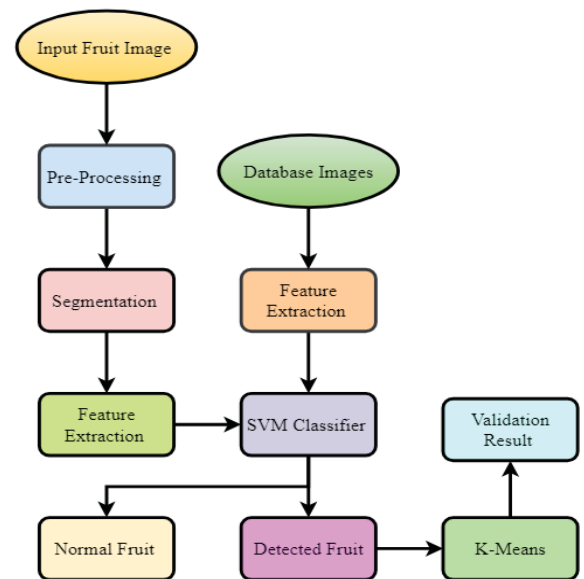 Input Fruit Image
Pre-Processing
Database Images
Segmentation
Feature
Extraction
Feature
Extraction
SVM Classifier
Validation
Result
Normal Fruit
Detected Fruit
K-Means